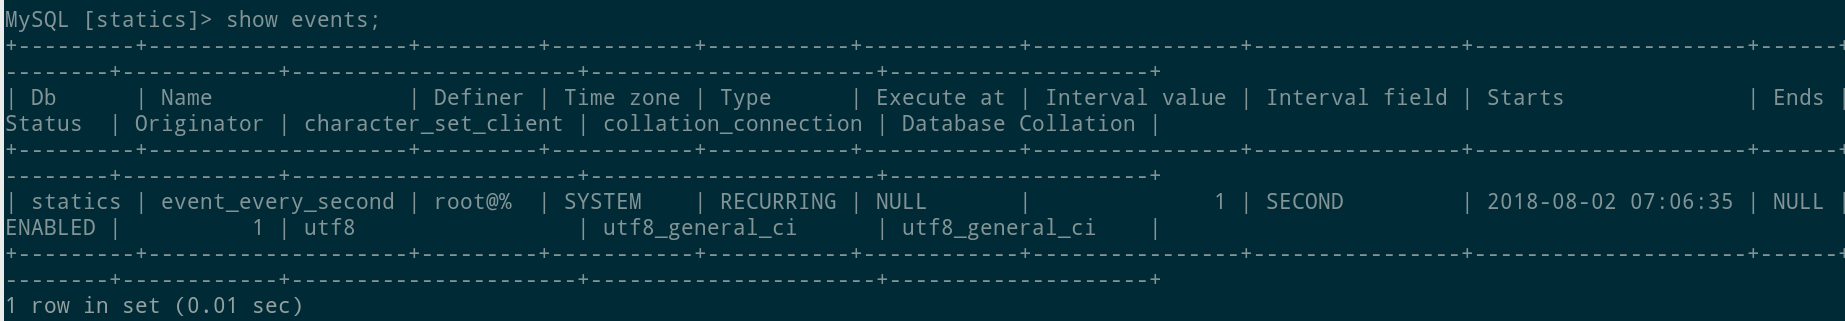 MySQL [statics]> show events;
+---------+--------------------+---------+-----------+-----------+------------+----------------+----------------+---------------------+------+
--------+------------+----------------------+----------------------+--------------------+
| Db      | Name               | Definer | Time zone | Type      | Execute at | Interval value | Interval field | Starts              | Ends |
Status  | Originator | character_set_client | collation_connection | Database Collation |
+---------+--------------------+---------+-----------+-----------+------------+----------------+----------------+---------------------+------+
--------+------------+----------------------+----------------------+--------------------+
| statics | event_every_second | root@%  | SYSTEM    | RECURRING | NULL       |              1 | SECOND         | 2018-08-02 07:06:35 | NULL |
ENABLED |          1 | utf8                 | utf8_general_ci      | utf8_general_ci    |
+---------+--------------------+---------+-----------+-----------+------------+----------------+----------------+---------------------+------+
--------+------------+----------------------+----------------------+--------------------+
1 row in set (0.01 sec)